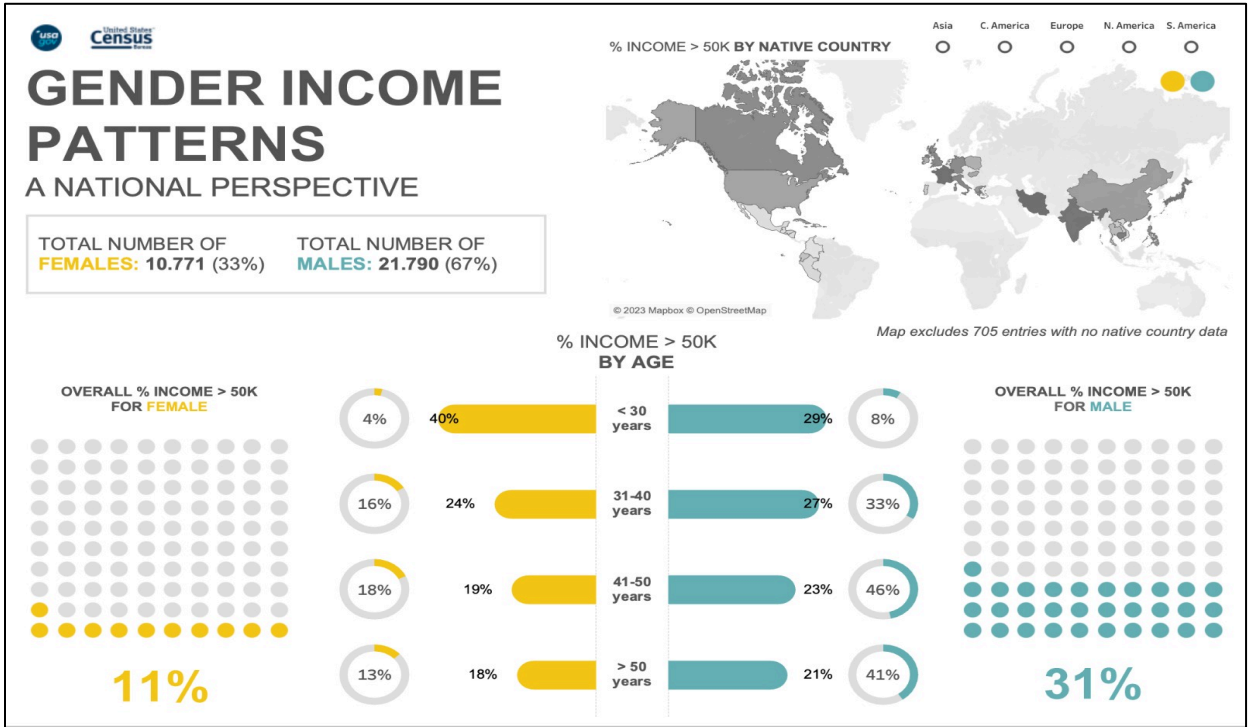 usa
gov
United States
Census
Bureau
GENDER INCOME
PATTERNS
A NATIONAL PERSPECTIVE
TOTAL NUMBER OF
FEMALES: 10.771 (33%)
TOTAL NUMBER OF
MALES: 21.790 (67%)
% INCOME > 50K BY NATIVE COUNTRY
Asia
C. America
Europe
N. America
S. America
© 2023 Mapbox © OpenStreetMap
Map excludes 705 entries with no native country data
% INCOME > 50K
BY AGE
OVERALL % INCOME > 50K
FOR FEMALE
11%
4%
40%
< 30
years
29%
8%
16%
24%
31-40
years
27%
33%
18%
19%
41-50
years
23%
46%
13%
18%
> 50
years
21%
41%
OVERALL % INCOME > 50K
FOR MALE
31%